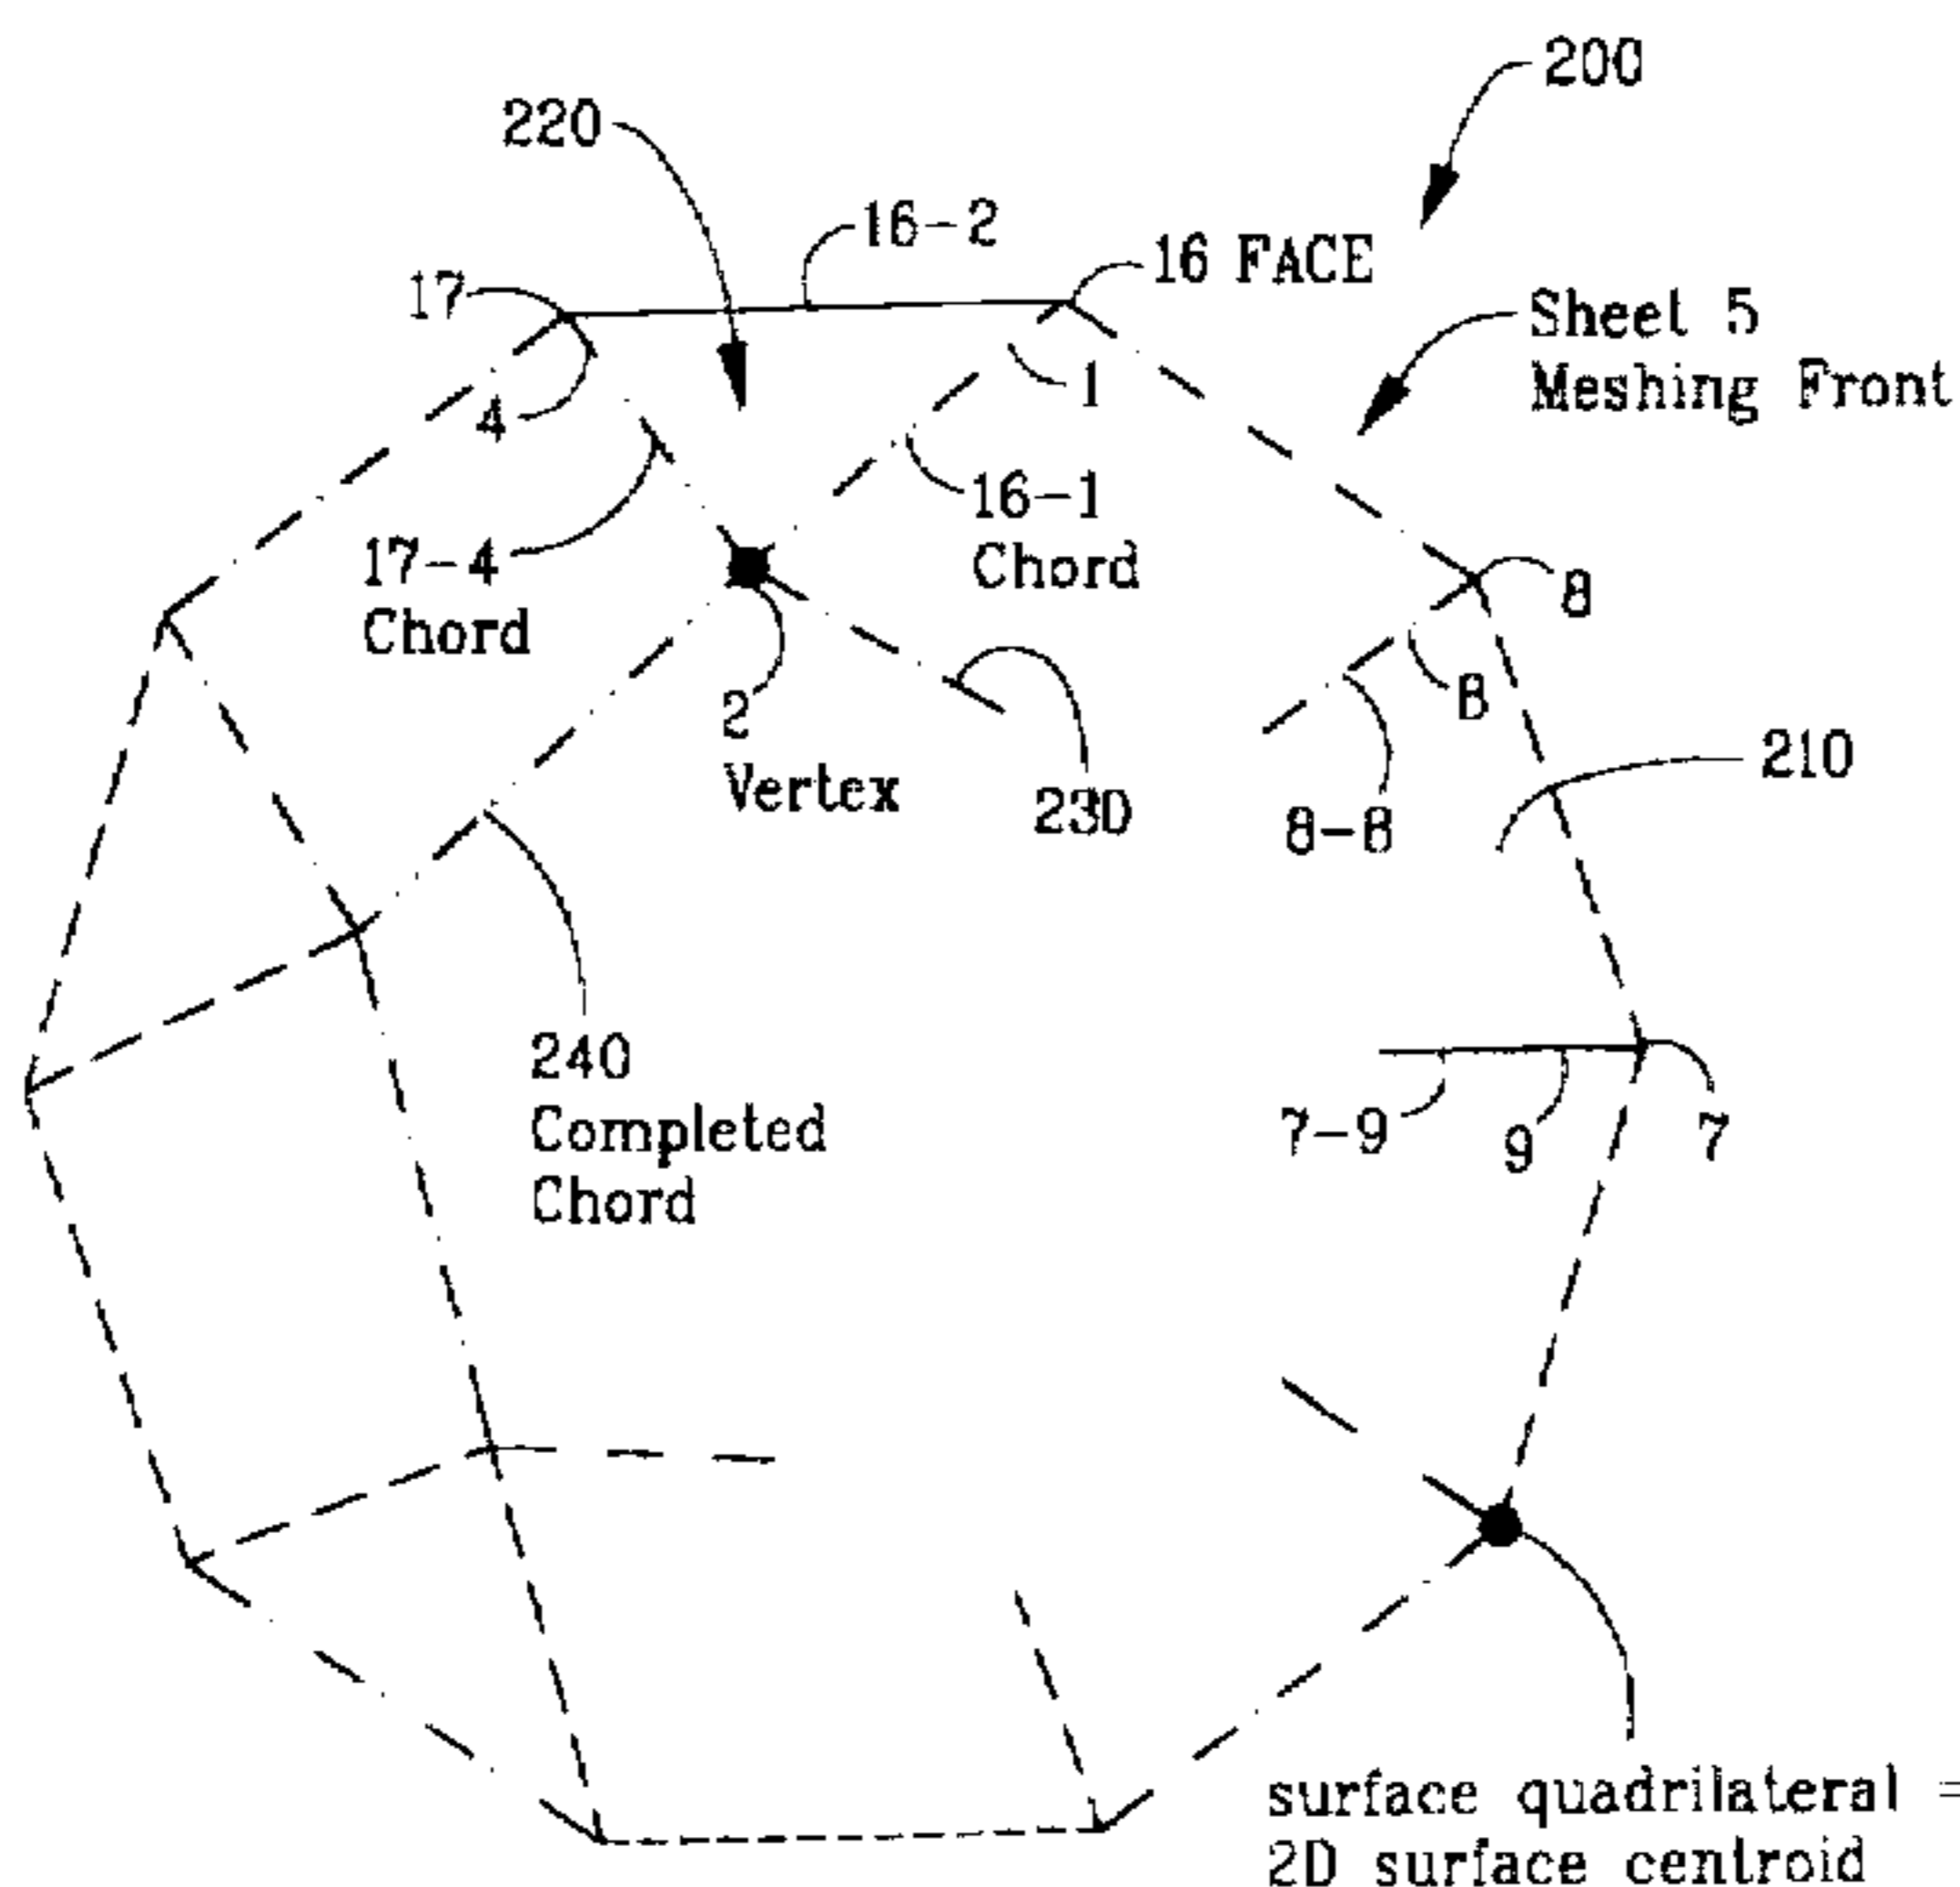 200
220
16-2
16 FACE
17
Sheet 5
Meshing Front
4
1
16-1
Chord
17-4
Chord
8
8
2
Vertex
230
8-8
210
240
Completed
Chord
7-9
9
7
surface quadrilateral =
2D surface centroid